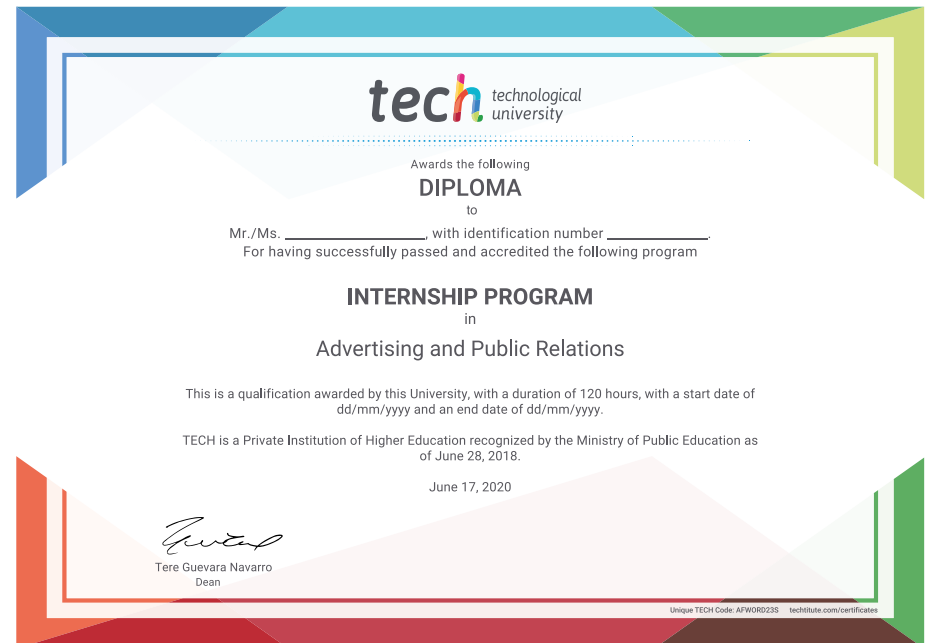 tech technological
university
Awards the following
DIPLOMA
to
Mr./Ms. ____________________, with identification number ______________.
For having successfully passed and accredited the following program
INTERNSHIP PROGRAM
in
Advertising and Public Relations
This is a qualification awarded by this University, with a duration of 120 hours, with a start date of
dd/mm/yyyy and an end date of dd/mm/yyyy.
TECH is a Private Institution of Higher Education recognized by the Ministry of Public Education as
of June 28, 2018.
June 17, 2020
Tere Guevara Navarro
Dean
Unique TECH Code: AFWORD23S techtitute.com/certificates